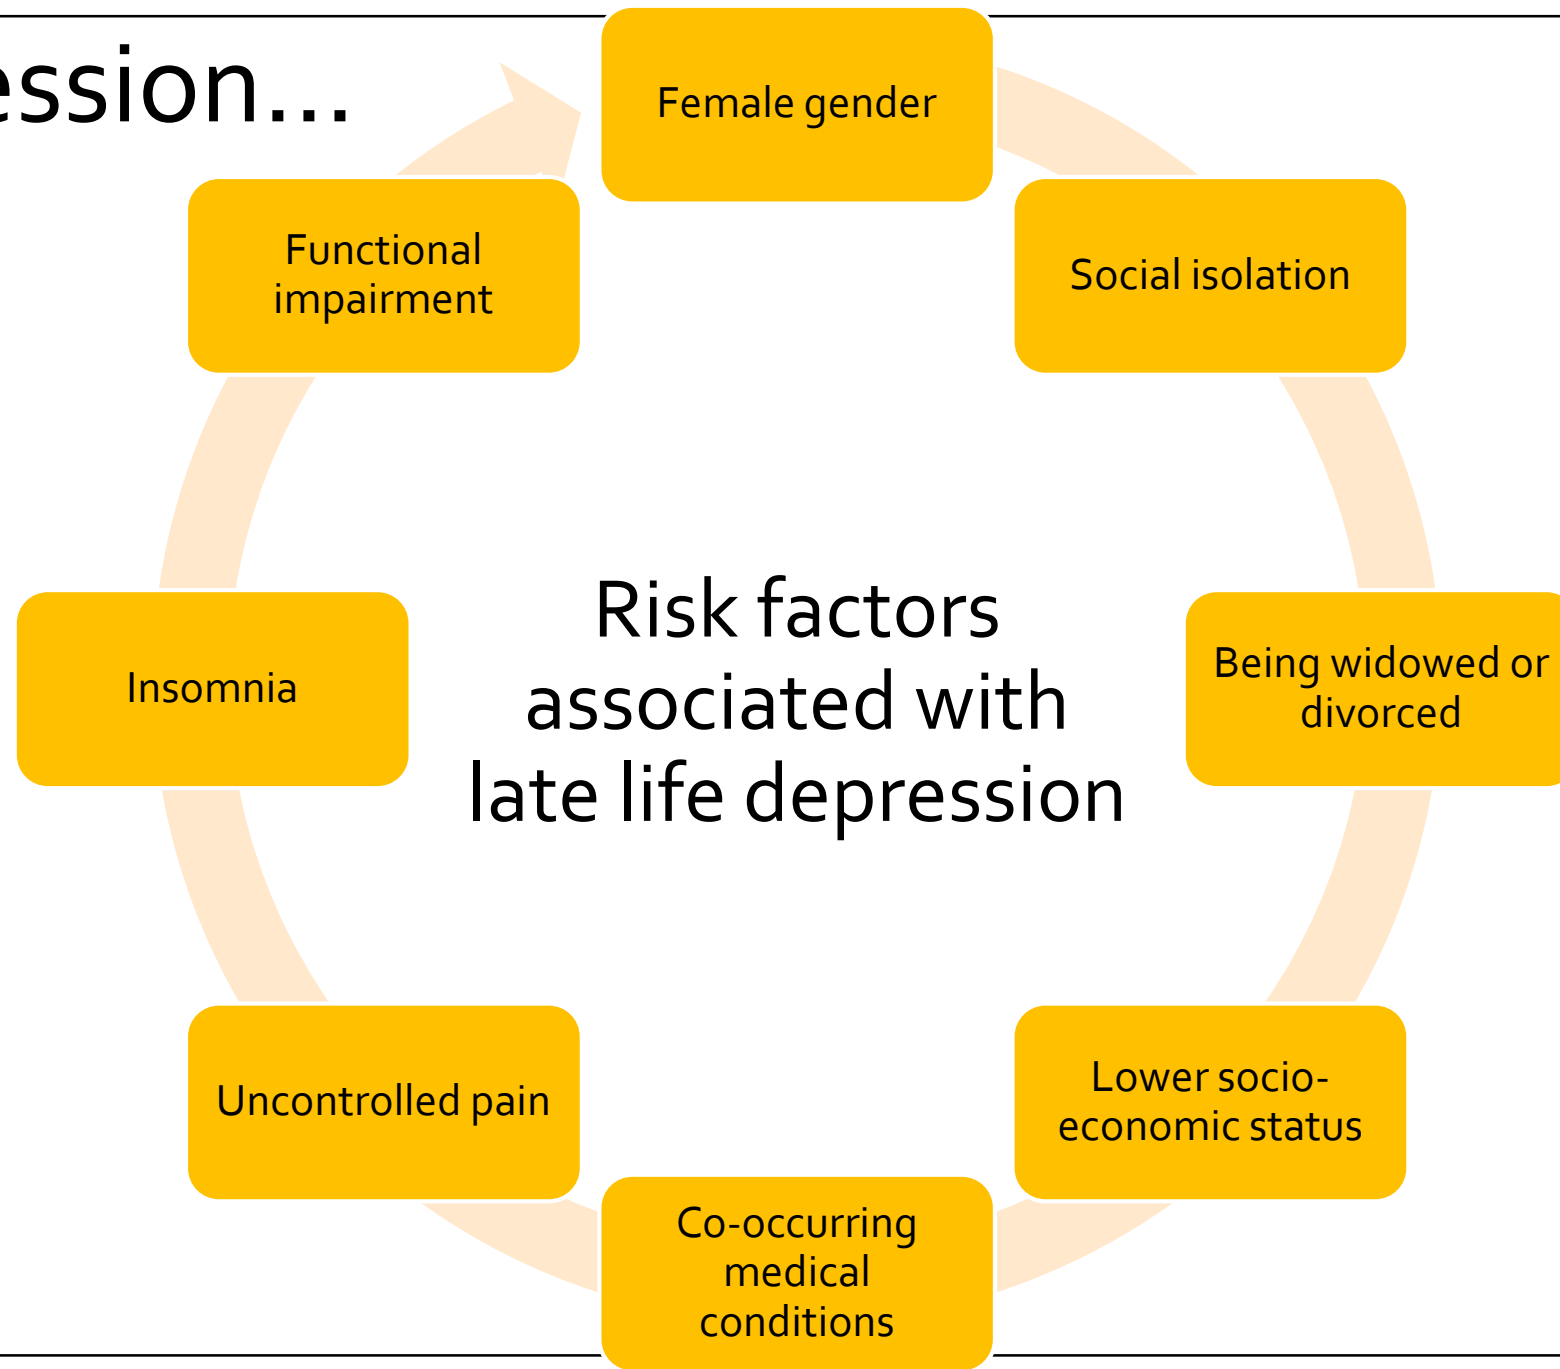 ession...
Female gender
Social isolation
Being widowed or
divorced
Lower socio-
economic status
Co-occurring
medical
conditions
Uncontrolled pain
Insomnia
Functional
impairment
Risk factors
associated with
late life depression